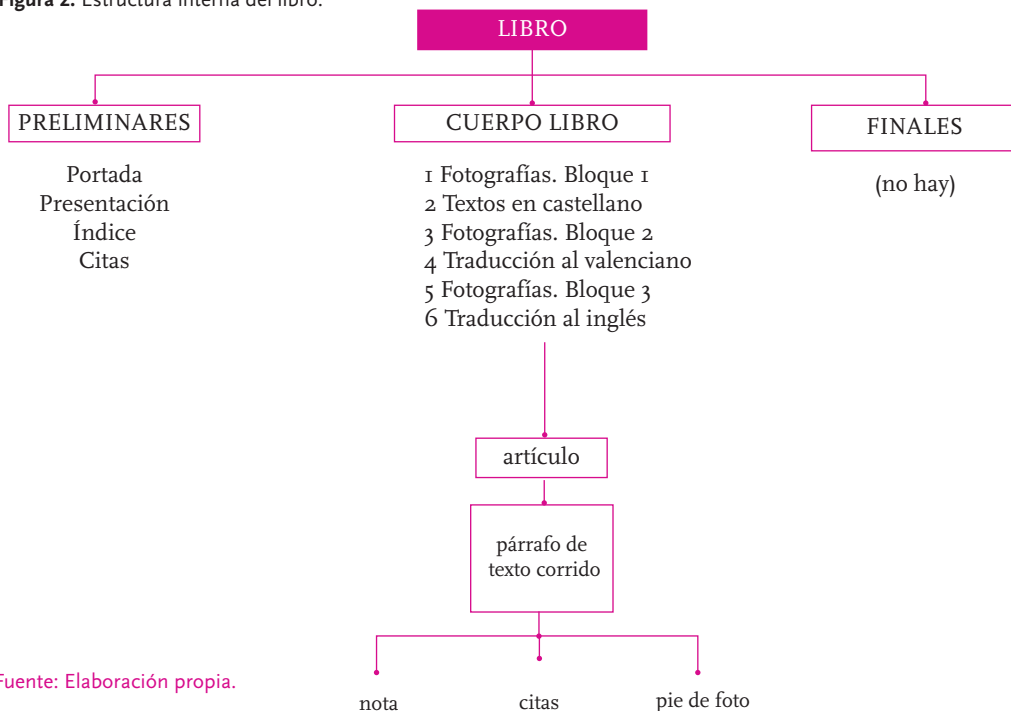 Figura 2. Estructura interna del libro.
LIBRO
PRELIMINARES
Portada
Presentación
Índice
Citas
CUERPO LIBRO
1 Fotografías. Bloque 1
2 Textos en castellano
3 Fotografías. Bloque 2
4 Traducción al valenciano
5 Fotografías. Bloque 3
6 Traducción al inglés
FINALES
(no hay)
artículo
párrafo de
texto corrido
nota
citas
pie de foto
Fuente: Elaboración propia.